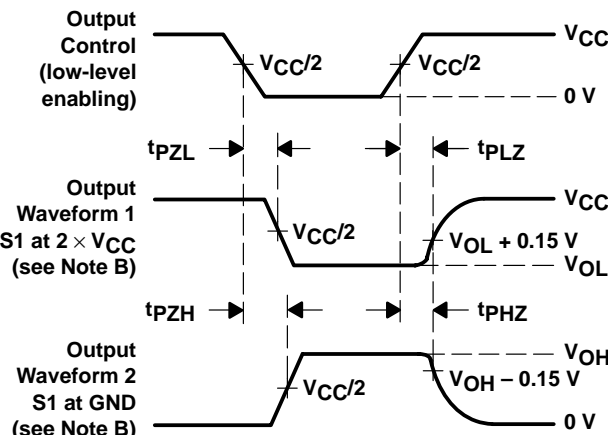 Output
Control
(low-level
enabling)
VCC
VCC/2
VCC/2
0 V
tPZL
tPLZ
Output
Waveform 1
S1 at 2 × VCC
(see Note B)
VCC
VCC/2
VOL + 0.15 V
VOL
tPZH
tPHZ
Output
Waveform 2
S1 at GND
(see Note B)
VOH
VCC/2
VOH − 0.15 V
0 V